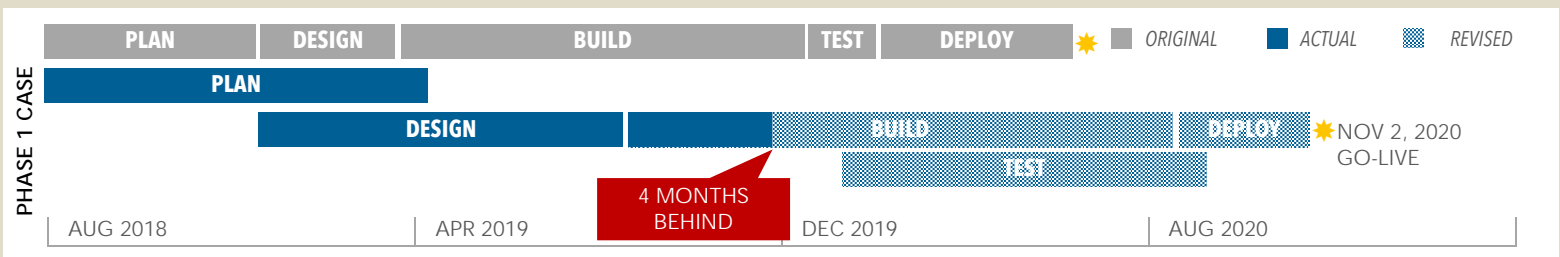 PLAN DESIGN BUILD TEST DEPLOY ORIGINAL ACTUAL REVISED
PHASE 1 CASE
PLAN
DESIGN BUILD DEPLOY NOV 2, 2020
GO-LIVE
TEST
4 MONTHS
BEHIND
AUG 2018 APR 2019 DEC 2019 AUG 2020